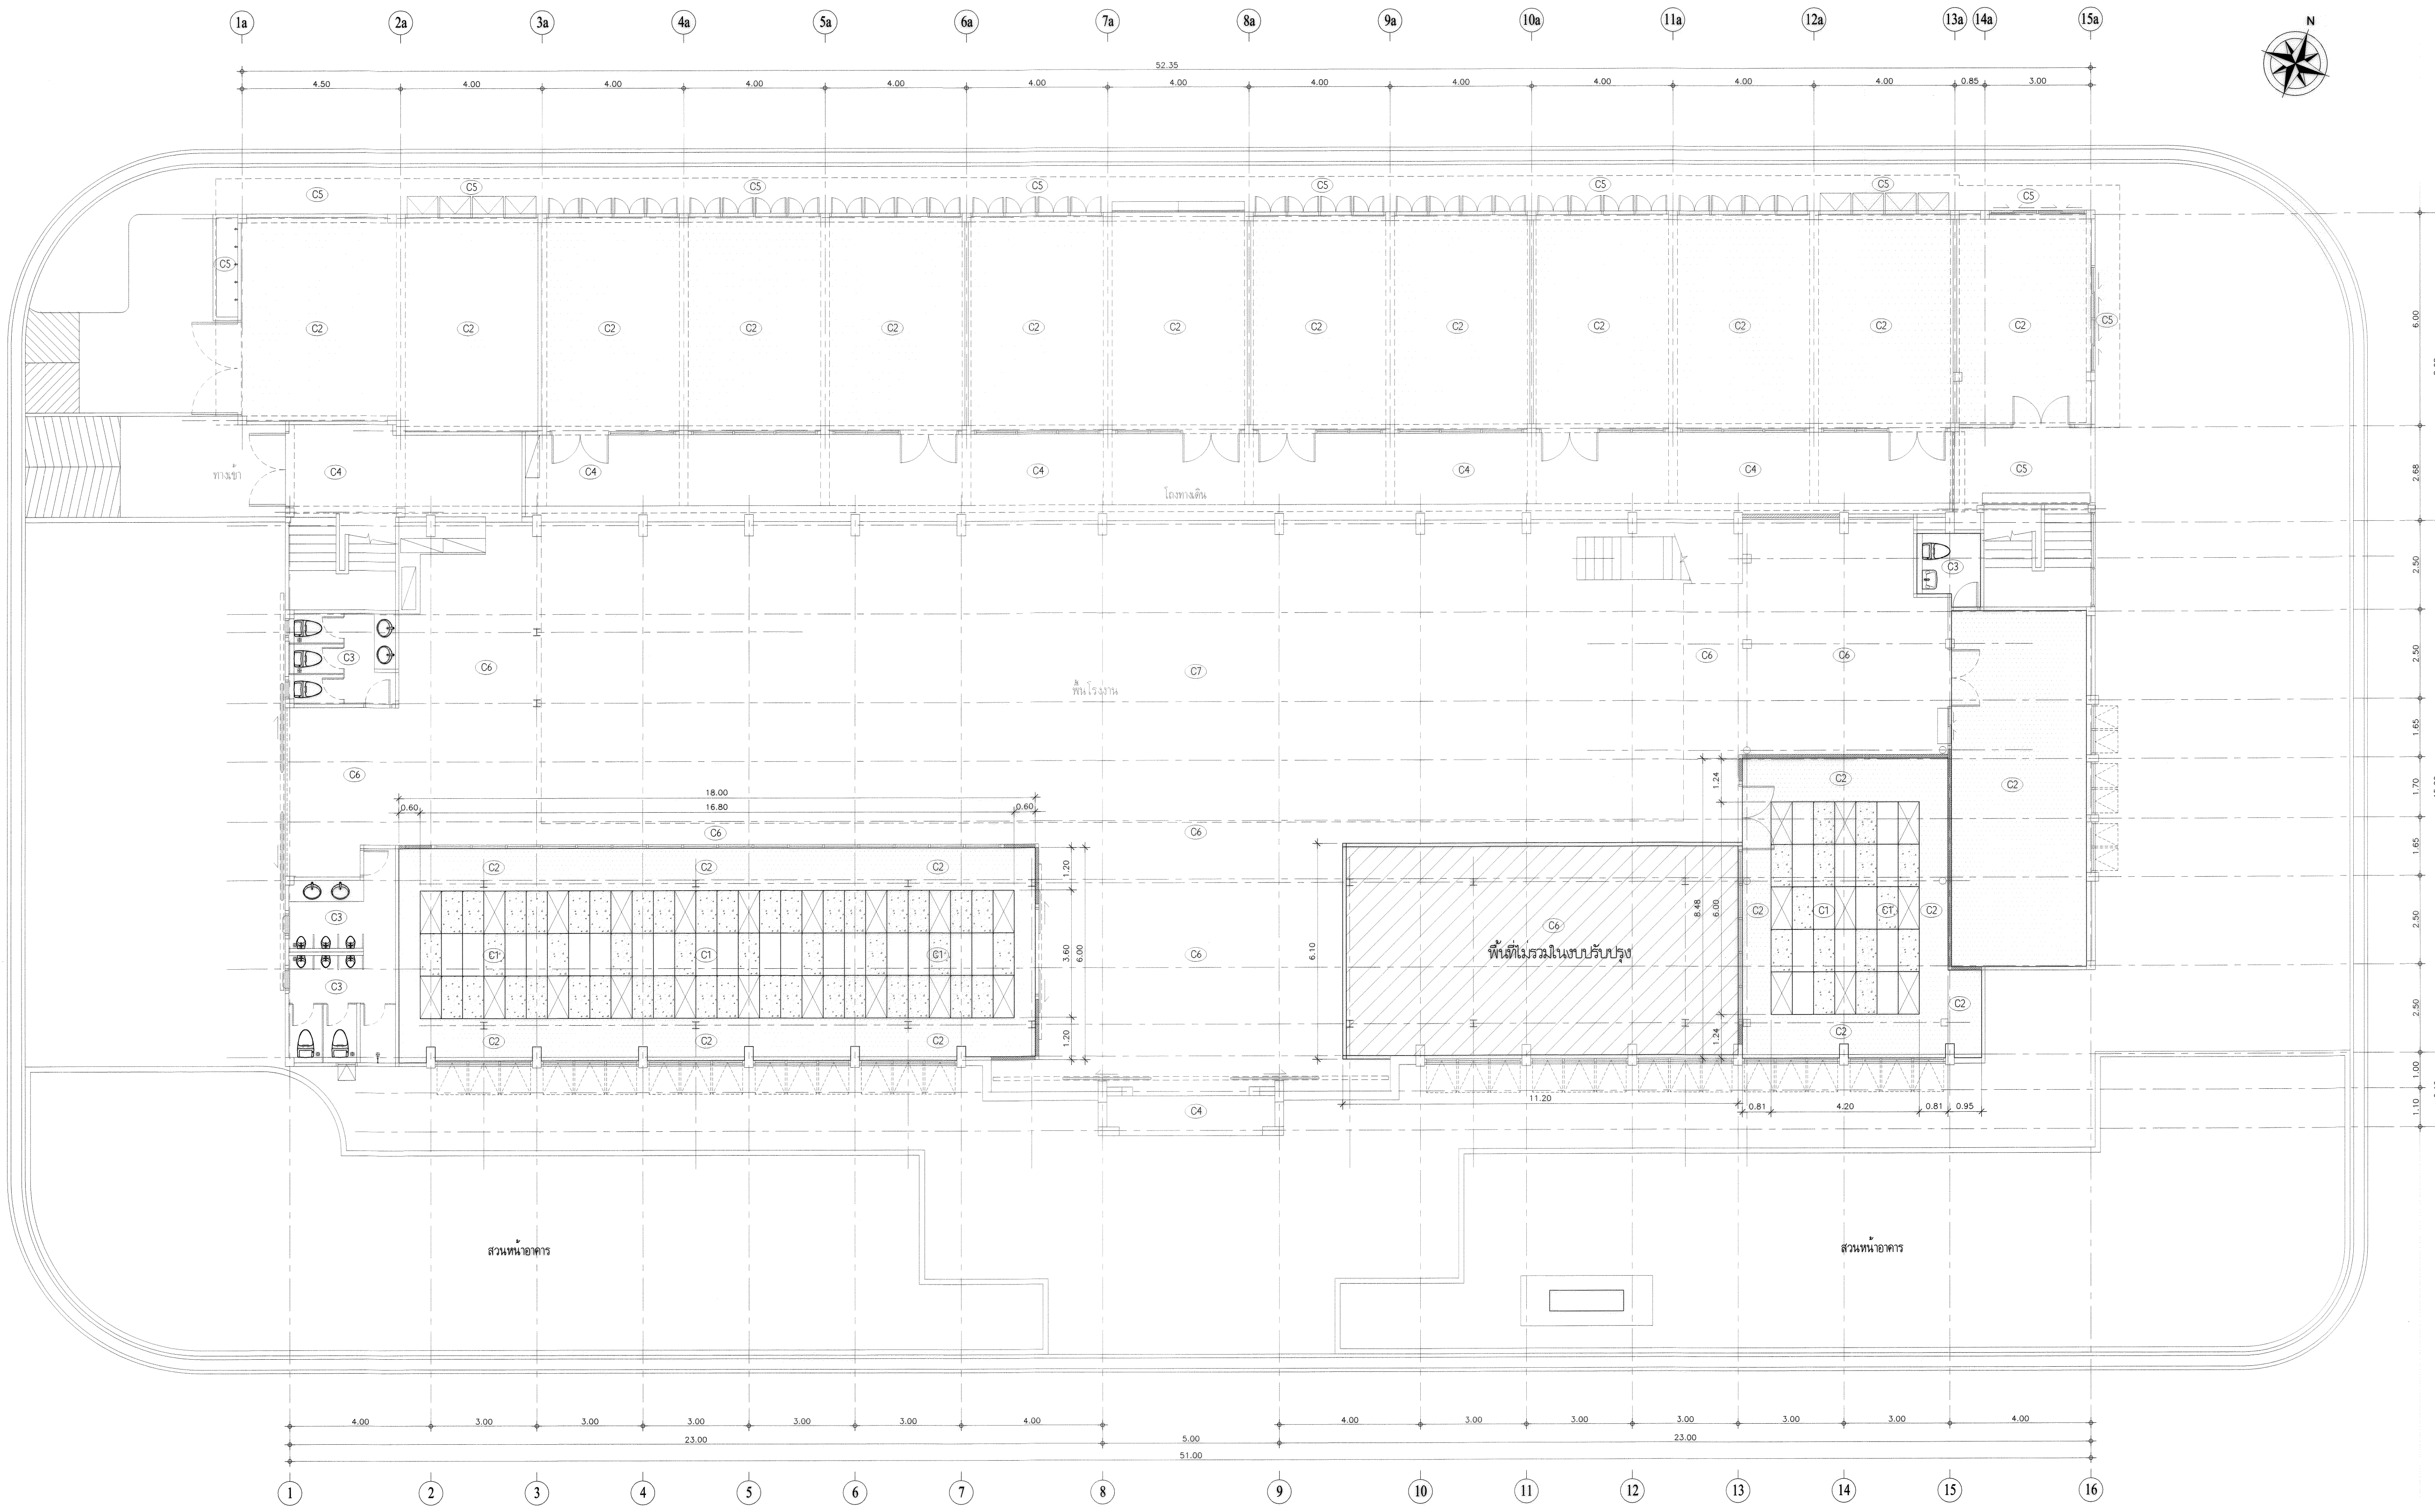 1a 2a 3a 4a 5a 6a 7a 8a 9a 10a 11a 12a 13a 14a 15a
N
52.35
4.50 4.00 4.00 4.00 4.00 4.00 4.00 4.00 4.00 4.00 4.00 4.00 0.85 3.00
C5 C5 C5 C5 C5 C5 C5 C5
C5
C2 C2 C2 C2 C2 C2 C2 C2 C2 C2 C2 C2 C2 C5
6.00
ทางเข้า C4 C4 C4 C4 C4 C5
2.68
โถงทางเดิน
C3
2.50
C3 C6 C7 C6 C6
2.50
พื้นโรงงาน
1.65
C6 C2 C2
1.24
1.70
18.00
0.60 16.80 0.60
C6 C6
1.65
C2 C2 C2 1.20
C3 C6 C2 C1 C1 C2
8.48 6.00
2.50
C1 C1 C1 3.60 6.00 C6 6.10
พื้นที่ไม่รวมในงบปรับปรุง
C3 C2
2.50
C2 C2 C2 1.20 1.24 C2
1.00
11.20 0.81 4.20 0.81 0.95
C4
1.10
สวนหน้าอาคาร สวนหน้าอาคาร
4.00 3.00 3.00 3.00 3.00 3.00 4.00 4.00 3.00 3.00 3.00 3.00 3.00 4.00
23.00 5.00 23.00
51.00
1 2 3 4 5 6 7 8 9 10 11 12 13 14 15 16